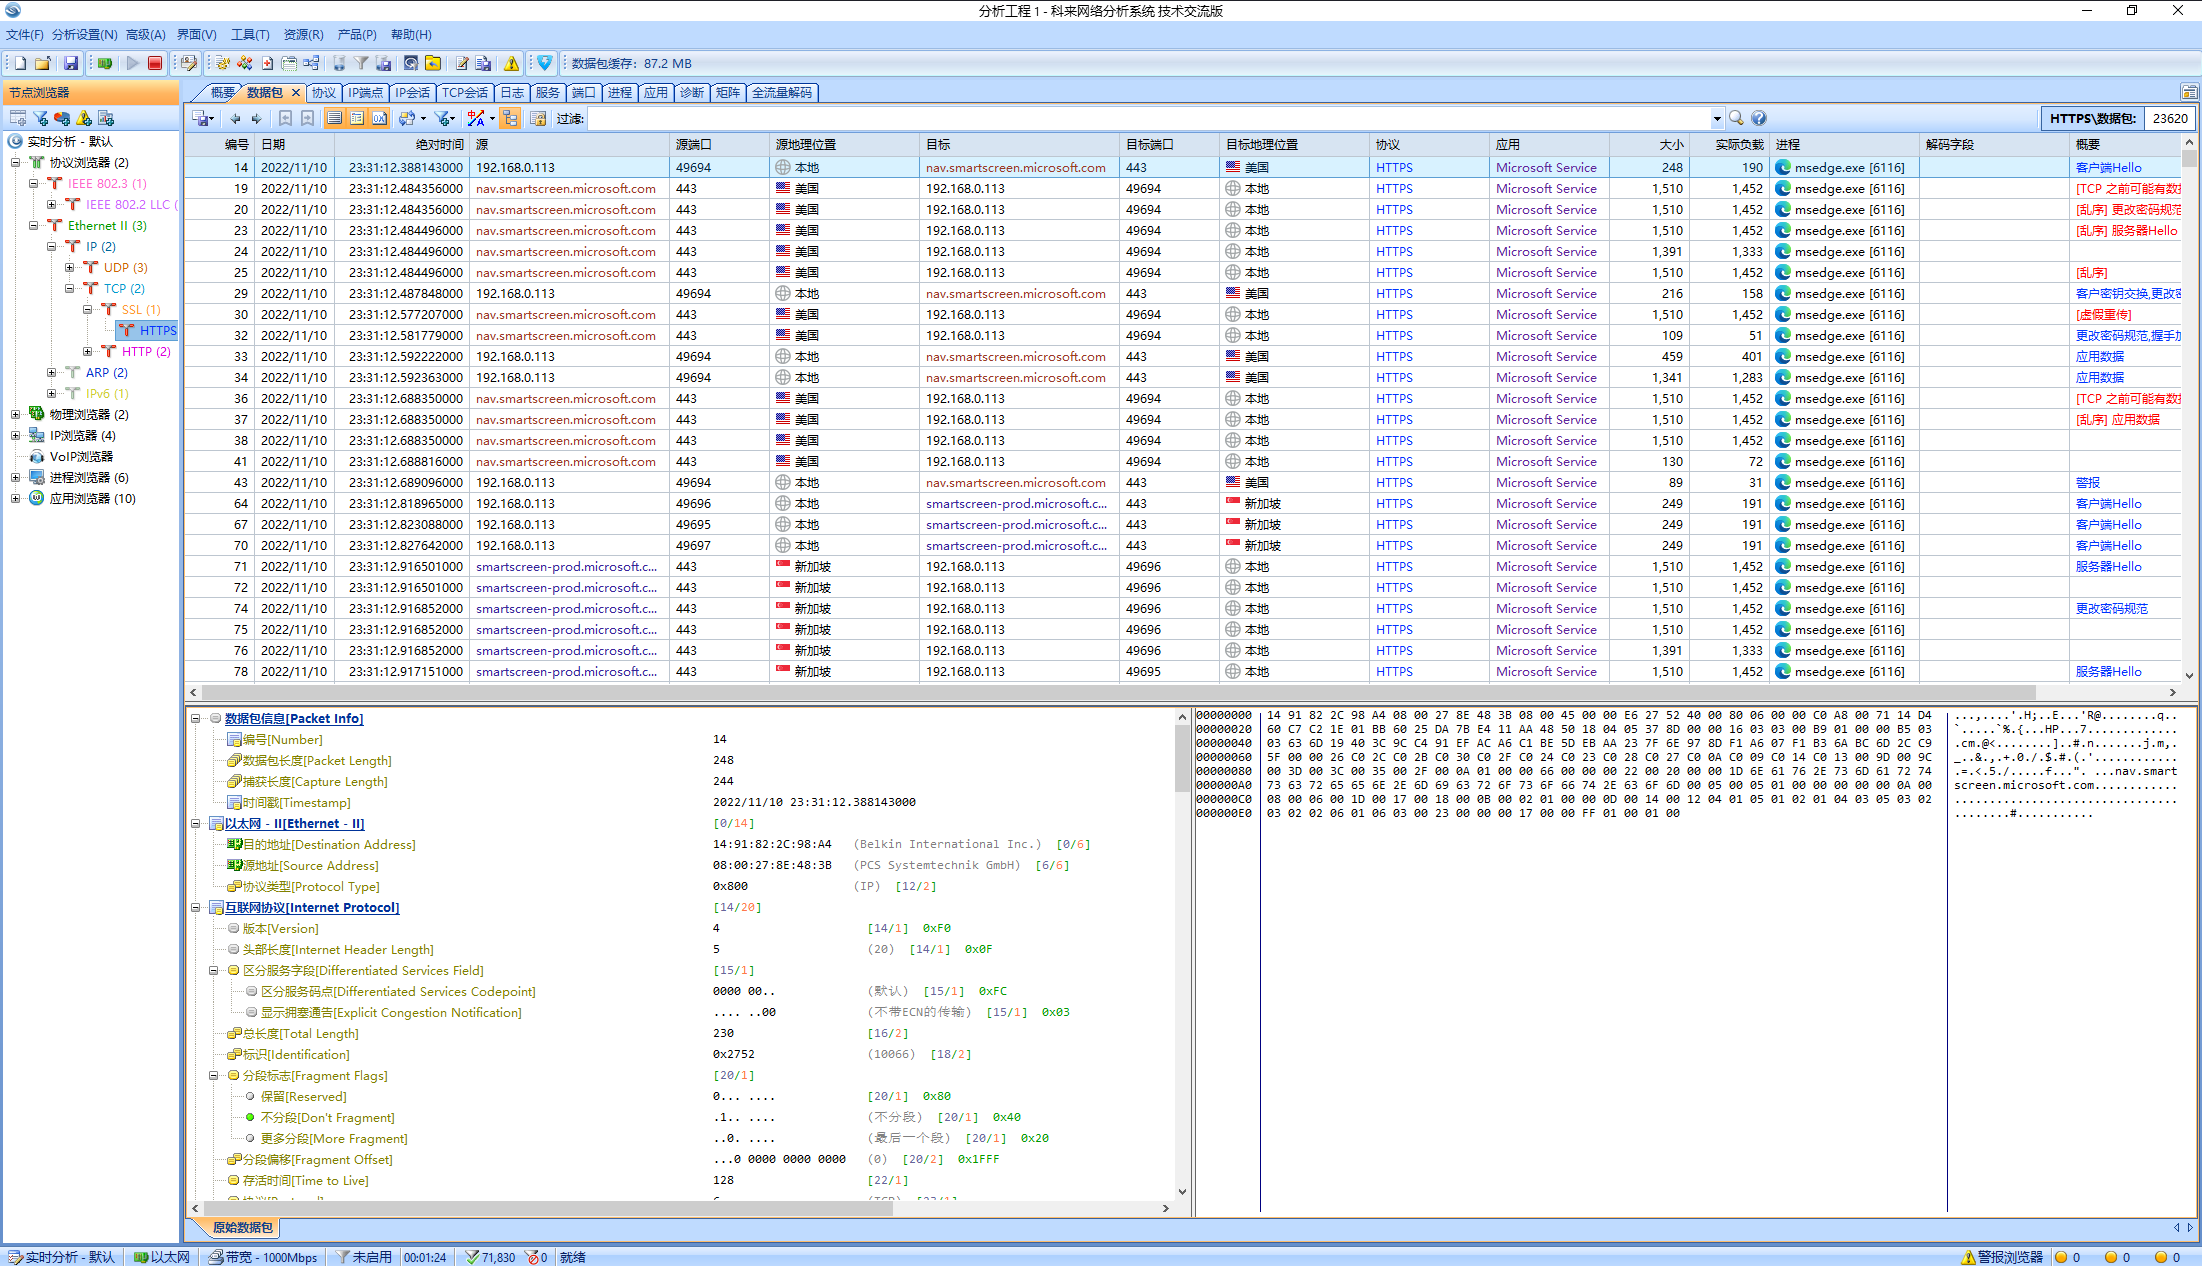 分析工程 1 - 科来网络分析系统 技术交流版
文件(F) 分析设置(N) 高级(A) 界面(V) 工具(T) 资源(R) 产品(P) 帮助(H)
数据包缓存: 87.2 MB
节点浏览器
概要 数据包 协议 IP端点 IP会话 TCP会话 日志 服务 端口 进程 应用 诊断 矩阵 全流量解码
过滤:
HTTPS\数据包: 23620
实时分析 - 默认
协议浏览器 (2)
IEEE 802.3 (1)
IEEE 802.2 LLC (
Ethernet II (3)
IP (2)
UDP (3)
TCP (2)
SSL (1)
HTTPS
HTTP (2)
ARP (2)
IPv6 (1)
物理浏览器 (2)
IP浏览器 (4)
VoIP浏览器
进程浏览器 (6)
应用浏览器 (10)
编号 日期 绝对时间 源 源端口 源地理位置 目标 目标端口 目标地理位置 协议 应用 大小 实际负载 进程 解码字段 概要
14 2022/11/10 23:31:12.388143000 192.168.0.113 49694 本地 nav.smartscreen.microsoft.com 443 美国 HTTPS Microsoft Service 248 190 msedge.exe [6116] 客户端Hello
19 2022/11/10 23:31:12.484356000 nav.smartscreen.microsoft.com 443 美国 192.168.0.113 49694 本地 HTTPS Microsoft Service 1,510 1,452 msedge.exe [6116] [TCP 之前可能有数
20 2022/11/10 23:31:12.484356000 nav.smartscreen.microsoft.com 443 美国 192.168.0.113 49694 本地 HTTPS Microsoft Service 1,510 1,452 msedge.exe [6116] [乱序] 更改密码规范
23 2022/11/10 23:31:12.484496000 nav.smartscreen.microsoft.com 443 美国 192.168.0.113 49694 本地 HTTPS Microsoft Service 1,510 1,452 msedge.exe [6116] [乱序] 服务器Hello
24 2022/11/10 23:31:12.484496000 nav.smartscreen.microsoft.com 443 美国 192.168.0.113 49694 本地 HTTPS Microsoft Service 1,391 1,333 msedge.exe [6116]
25 2022/11/10 23:31:12.484496000 nav.smartscreen.microsoft.com 443 美国 192.168.0.113 49694 本地 HTTPS Microsoft Service 1,510 1,452 msedge.exe [6116] [乱序]
29 2022/11/10 23:31:12.487848000 192.168.0.113 49694 本地 nav.smartscreen.microsoft.com 443 美国 HTTPS Microsoft Service 216 158 msedge.exe [6116] 客户密钥交换,更改
30 2022/11/10 23:31:12.577207000 nav.smartscreen.microsoft.com 443 美国 192.168.0.113 49694 本地 HTTPS Microsoft Service 1,510 1,452 msedge.exe [6116] [虚假重传]
32 2022/11/10 23:31:12.581779000 nav.smartscreen.microsoft.com 443 美国 192.168.0.113 49694 本地 HTTPS Microsoft Service 109 51 msedge.exe [6116] 更改密码规范,握手
33 2022/11/10 23:31:12.592222000 192.168.0.113 49694 本地 nav.smartscreen.microsoft.com 443 美国 HTTPS Microsoft Service 459 401 msedge.exe [6116] 应用数据
34 2022/11/10 23:31:12.592363000 192.168.0.113 49694 本地 nav.smartscreen.microsoft.com 443 美国 HTTPS Microsoft Service 1,341 1,283 msedge.exe [6116] 应用数据
36 2022/11/10 23:31:12.688350000 nav.smartscreen.microsoft.com 443 美国 192.168.0.113 49694 本地 HTTPS Microsoft Service 1,510 1,452 msedge.exe [6116] [TCP 之前可能有数
37 2022/11/10 23:31:12.688350000 nav.smartscreen.microsoft.com 443 美国 192.168.0.113 49694 本地 HTTPS Microsoft Service 1,510 1,452 msedge.exe [6116] [乱序] 应用数据
38 2022/11/10 23:31:12.688350000 nav.smartscreen.microsoft.com 443 美国 192.168.0.113 49694 本地 HTTPS Microsoft Service 1,510 1,452 msedge.exe [6116]
41 2022/11/10 23:31:12.688816000 nav.smartscreen.microsoft.com 443 美国 192.168.0.113 49694 本地 HTTPS Microsoft Service 130 72 msedge.exe [6116]
43 2022/11/10 23:31:12.689096000 192.168.0.113 49694 本地 nav.smartscreen.microsoft.com 443 美国 HTTPS Microsoft Service 89 31 msedge.exe [6116] 警报
64 2022/11/10 23:31:12.818965000 192.168.0.113 49696 本地 smartscreen-prod.microsoft.c... 443 新加坡 HTTPS Microsoft Service 249 191 msedge.exe [6116] 客户端Hello
67 2022/11/10 23:31:12.823088000 192.168.0.113 49695 本地 smartscreen-prod.microsoft.c... 443 新加坡 HTTPS Microsoft Service 249 191 msedge.exe [6116] 客户端Hello
70 2022/11/10 23:31:12.827642000 192.168.0.113 49697 本地 smartscreen-prod.microsoft.c... 443 新加坡 HTTPS Microsoft Service 249 191 msedge.exe [6116] 客户端Hello
71 2022/11/10 23:31:12.916501000 smartscreen-prod.microsoft.c... 443 新加坡 192.168.0.113 49696 本地 HTTPS Microsoft Service 1,510 1,452 msedge.exe [6116] 服务器Hello
72 2022/11/10 23:31:12.916501000 smartscreen-prod.microsoft.c... 443 新加坡 192.168.0.113 49696 本地 HTTPS Microsoft Service 1,510 1,452 msedge.exe [6116]
74 2022/11/10 23:31:12.916852000 smartscreen-prod.microsoft.c... 443 新加坡 192.168.0.113 49696 本地 HTTPS Microsoft Service 1,510 1,452 msedge.exe [6116] 更改密码规范
75 2022/11/10 23:31:12.916852000 smartscreen-prod.microsoft.c... 443 新加坡 192.168.0.113 49696 本地 HTTPS Microsoft Service 1,510 1,452 msedge.exe [6116]
76 2022/11/10 23:31:12.916852000 smartscreen-prod.microsoft.c... 443 新加坡 192.168.0.113 49696 本地 HTTPS Microsoft Service 1,391 1,333 msedge.exe [6116]
78 2022/11/10 23:31:12.917151000 smartscreen-prod.microsoft.c... 443 新加坡 192.168.0.113 49695 本地 HTTPS Microsoft Service 1,510 1,452 msedge.exe [6116] 服务器Hello
数据包信息[Packet Info]
编号[Number] 14
数据包长度[Packet Length] 248
捕获长度[Capture Length] 244
时间戳[Timestamp] 2022/11/10 23:31:12.388143000
以太网 - II[Ethernet - II] [0/14]
目的地址[Destination Address] 14:91:82:2C:98:A4 (Belkin International Inc.) [0/6]
源地址[Source Address] 08:00:27:8E:48:3B (PCS Systemtechnik GmbH) [6/6]
协议类型[Protocol Type] 0x800 (IP) [12/2]
互联网协议[Internet Protocol] [14/20]
版本[Version] 4 [14/1] 0xF0
头部长度[Internet Header Length] 5 (20) [14/1] 0x0F
区分服务字段[Differentiated Services Field] [15/1]
区分服务码点[Differentiated Services Codepoint] 0000 00.. (默认) [15/1] 0xFC
显示拥塞通告[Explicit Congestion Notification] .... ..00 (不带ECN的传输) [15/1] 0x03
总长度[Total Length] 230 [16/2]
标识[Identification] 0x2752 (10066) [18/2]
分段标志[Fragment Flags] [20/1]
保留[Reserved] 0... .... [20/1] 0x80
不分段[Don't Fragment] .1.. .... (不分段) [20/1] 0x40
更多分段[More Fragment] ..0. .... (最后一个段) [20/1] 0x20
分段偏移[Fragment Offset] ...0 0000 0000 0000 (0) [20/2] 0x1FFF
存活时间[Time to Live] 128 [22/1]
00000000 14 91 82 2C 98 A4 08 00 27 8E 48 3B 08 00 45 00 00 E6 27 52 40 00 80 06 00 00 C0 A8 00 71 14 D4 ...,....'.H;..E...'R@........q..
00000020 60 C7 C2 1E 01 BB 60 25 DA 7B E4 11 AA 48 50 18 04 05 37 8D 00 00 16 03 03 00 B9 01 00 00 B5 03 `.....`%.{...HP...7.............
00000040 03 63 6D 19 40 3C 9C C4 91 EF AC A6 C1 BE 5D EB AA 23 7F 6E 97 8D F1 A6 07 F1 B3 6A BC 6D 2C C9 .cm.@<........]..#.n.......j.m,.
00000060 5F 00 00 26 C0 2C C0 2B C0 30 C0 2F C0 24 C0 23 C0 28 C0 27 C0 0A C0 09 C0 14 C0 13 00 9D 00 9C _..&.,.+.0./.$.#.(.'............
00000080 00 3D 00 3C 00 35 00 2F 00 0A 01 00 00 66 00 00 00 22 00 20 00 00 1D 6E 61 76 2E 73 6D 61 72 74 .=.<.5./.....f...". ...nav.smart
000000A0 73 63 72 65 65 6E 2E 6D 69 63 72 6F 73 6F 66 74 2E 63 6F 6D 00 05 00 05 01 00 00 00 00 00 0A 00 screen.microsoft.com............
000000C0 08 00 06 00 1D 00 17 00 18 00 0B 00 02 01 00 00 0D 00 14 00 12 04 01 05 01 02 01 04 03 05 03 02 ................................
000000E0 03 02 02 06 01 06 03 00 23 00 00 00 17 00 00 FF 01 00 01 00 ........#...........
原始数据包
实时分析 - 默认 以太网 带宽 - 1000Mbps 未启用 00:01:24 71,830 0 就绪 警报浏览器 0 0 0